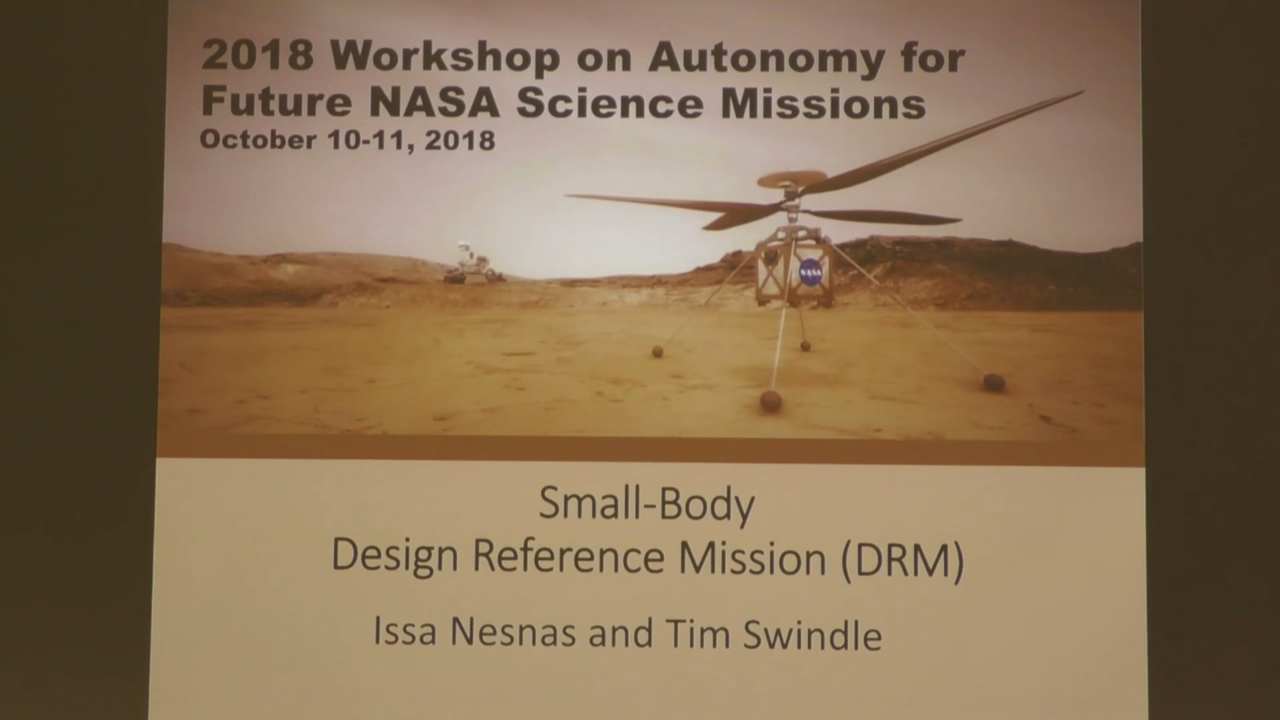 2018 Workshop on Autonomy for
Future NASA Science Missions
October 10-11, 2018
NASA
Small-Body
Design Reference Mission (DRM)
Issa Nesnas and Tim Swindle